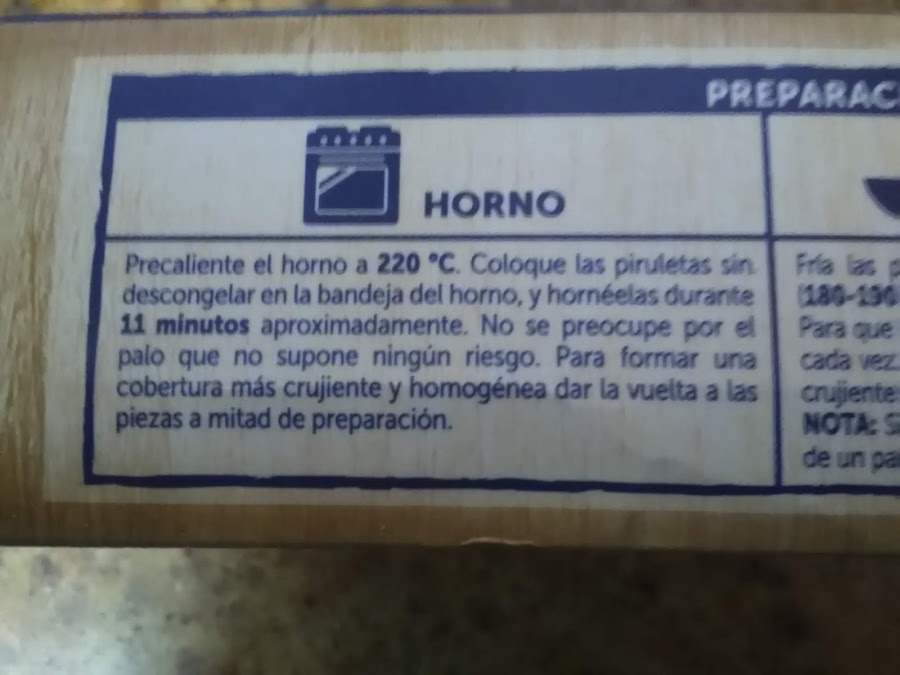 PREPARAC
HORNO
Precaliente el horno a 220 °C. Coloque las piruletas sin
descongelar en la bandeja del horno, y hornéelas durante
11 minutos aproximadamente. No se preocupe por el
palo que no supone ningún riesgo. Para formar una
cobertura más crujiente y homogénea dar la vuelta a las
piezas a mitad de preparación.
Fría las p
(180-190
Para que
cada vez.
crujiente
NOTA: S
de un pa